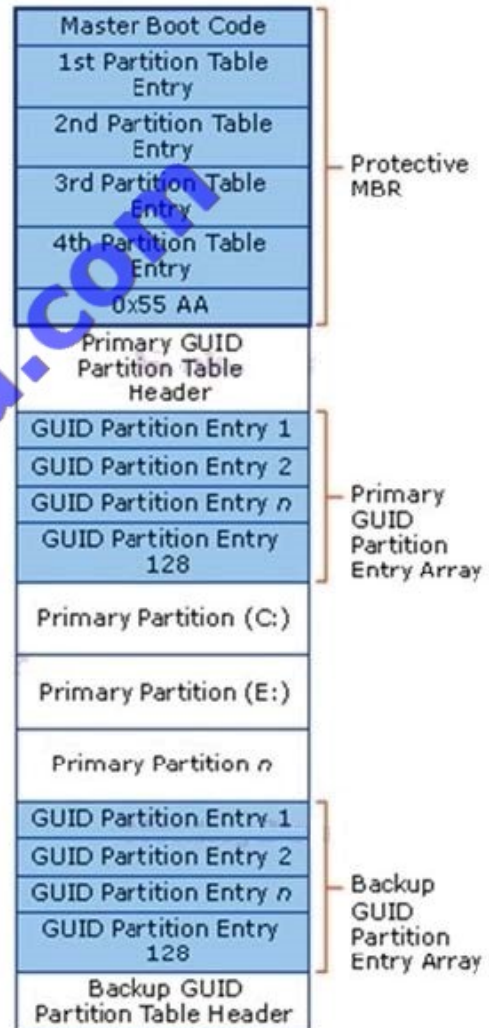 Master Boot Code
1st Partition Table
Entry
2nd Partition Table
Entry
3rd Partition Table
Entry
4th Partition Table
Entry
0x55 AA
Protective
MBR
Primary GUID
Partition Table
Header
GUID Partition Entry 1
GUID Partition Entry 2
GUID Partition Entry n
GUID Partition Entry
128
Primary
GUID
Partition
Entry Array
Primary Partition (C:)
Primary Partition (E:)
Primary Partition n
GUID Partition Entry 1
GUID Partition Entry 2
GUID Partition Entry n
GUID Partition Entry
128
Backup
GUID
Partition
Entry Array
Backup GUID
Partition Table Header
.com